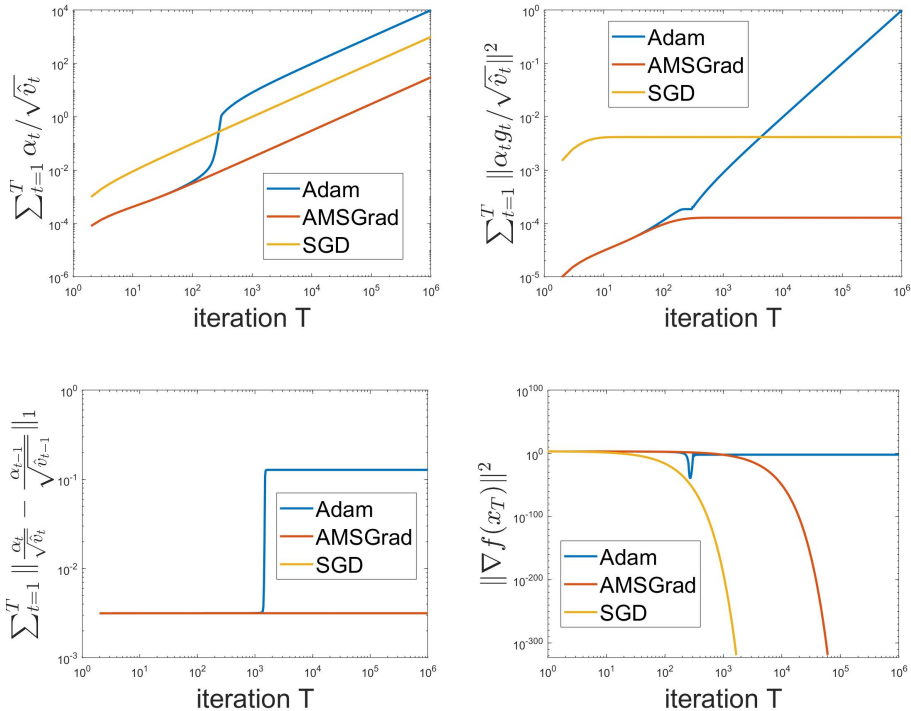 10^4
10^2
10^0
10^-2
10^-4
10^-6
∑_{t=1}^T α_t/√v̂_t
Adam
AMSGrad
SGD
10^0 10^1 10^2 10^3 10^4 10^5 10^6
iteration T
10^0
10^-1
10^-2
10^-3
10^-4
10^-5
∑_{t=1}^T ‖α_t g_t/√v̂_t‖^2
Adam
AMSGrad
SGD
10^0 10^1 10^2 10^3 10^4 10^5 10^6
iteration T
10^0
10^-1
10^-2
10^-3
∑_{t=1}^T ‖α_t/√v̂_t − α_{t-1}/√v̂_{t-1}‖_1
Adam
AMSGrad
SGD
10^0 10^1 10^2 10^3 10^4 10^5 10^6
iteration T
10^100
10^0
10^-100
10^-200
10^-300
‖∇f(x_T)‖^2
Adam
AMSGrad
SGD
10^0 10^1 10^2 10^3 10^4 10^5 10^6
iteration T